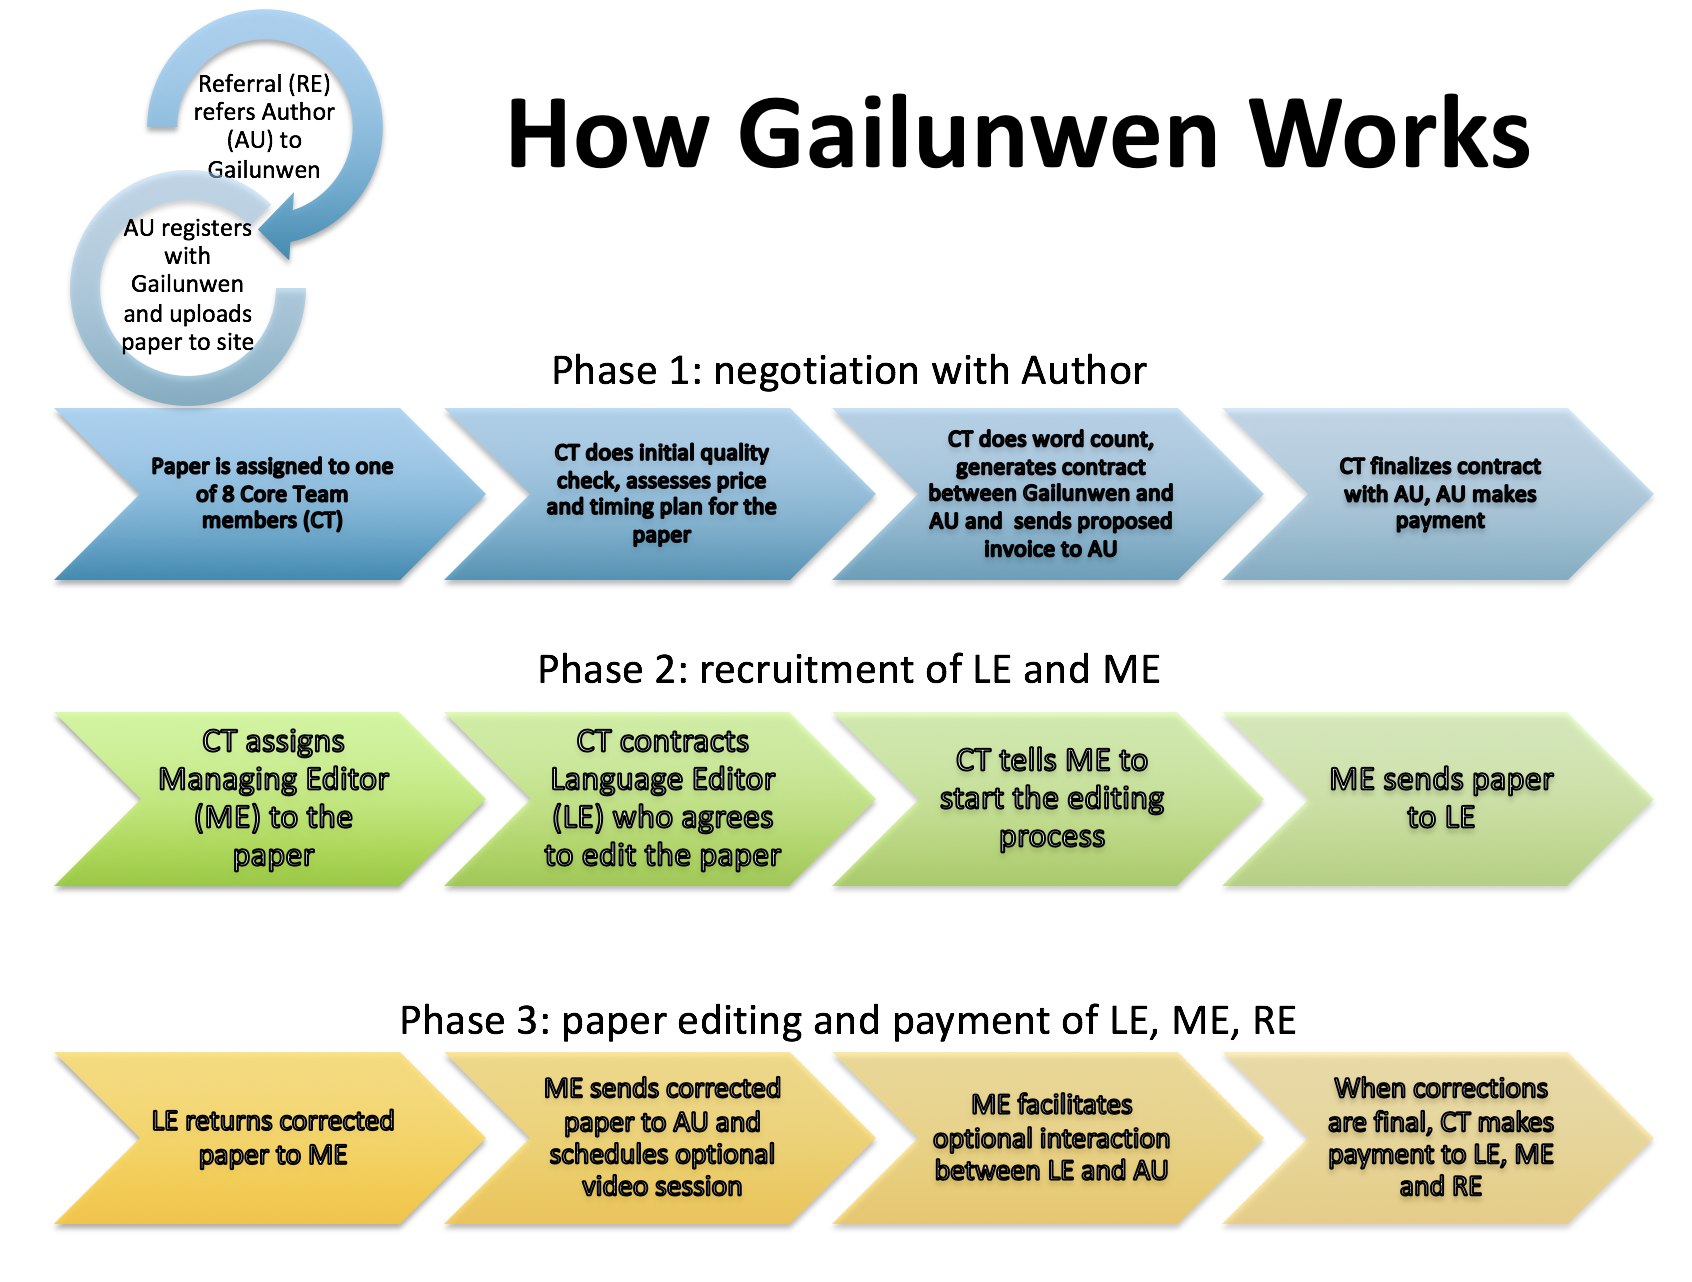 Referral (RE)
refers Author
(AU) to
Gailunwen
How Gailunwen Works
AU registers
with
Gailunwen
and uploads
paper to site
Phase 1: negotiation with Author
Paper is assigned to one
of 8 Core Team
members (CT)
CT does initial quality
check, assesses price
and timing plan for the
paper
CT does word count,
generates contract
between Gailunwen and
AU and  sends proposed
invoice to AU
CT finalizes contract
with AU, AU makes
payment
Phase 2: recruitment of LE and ME
CT assigns
Managing Editor
(ME) to the
paper
CT contracts
Language Editor
(LE) who agrees
to edit the paper
CT tells ME to
start the editing
process
ME sends paper
to LE
Phase 3: paper editing and payment of LE, ME, RE
LE returns corrected
paper to ME
ME sends corrected
paper to AU and
schedules optional
video session
ME facilitates
optional interaction
between LE and AU
When corrections
are final, CT makes
payment to LE, ME
and RE